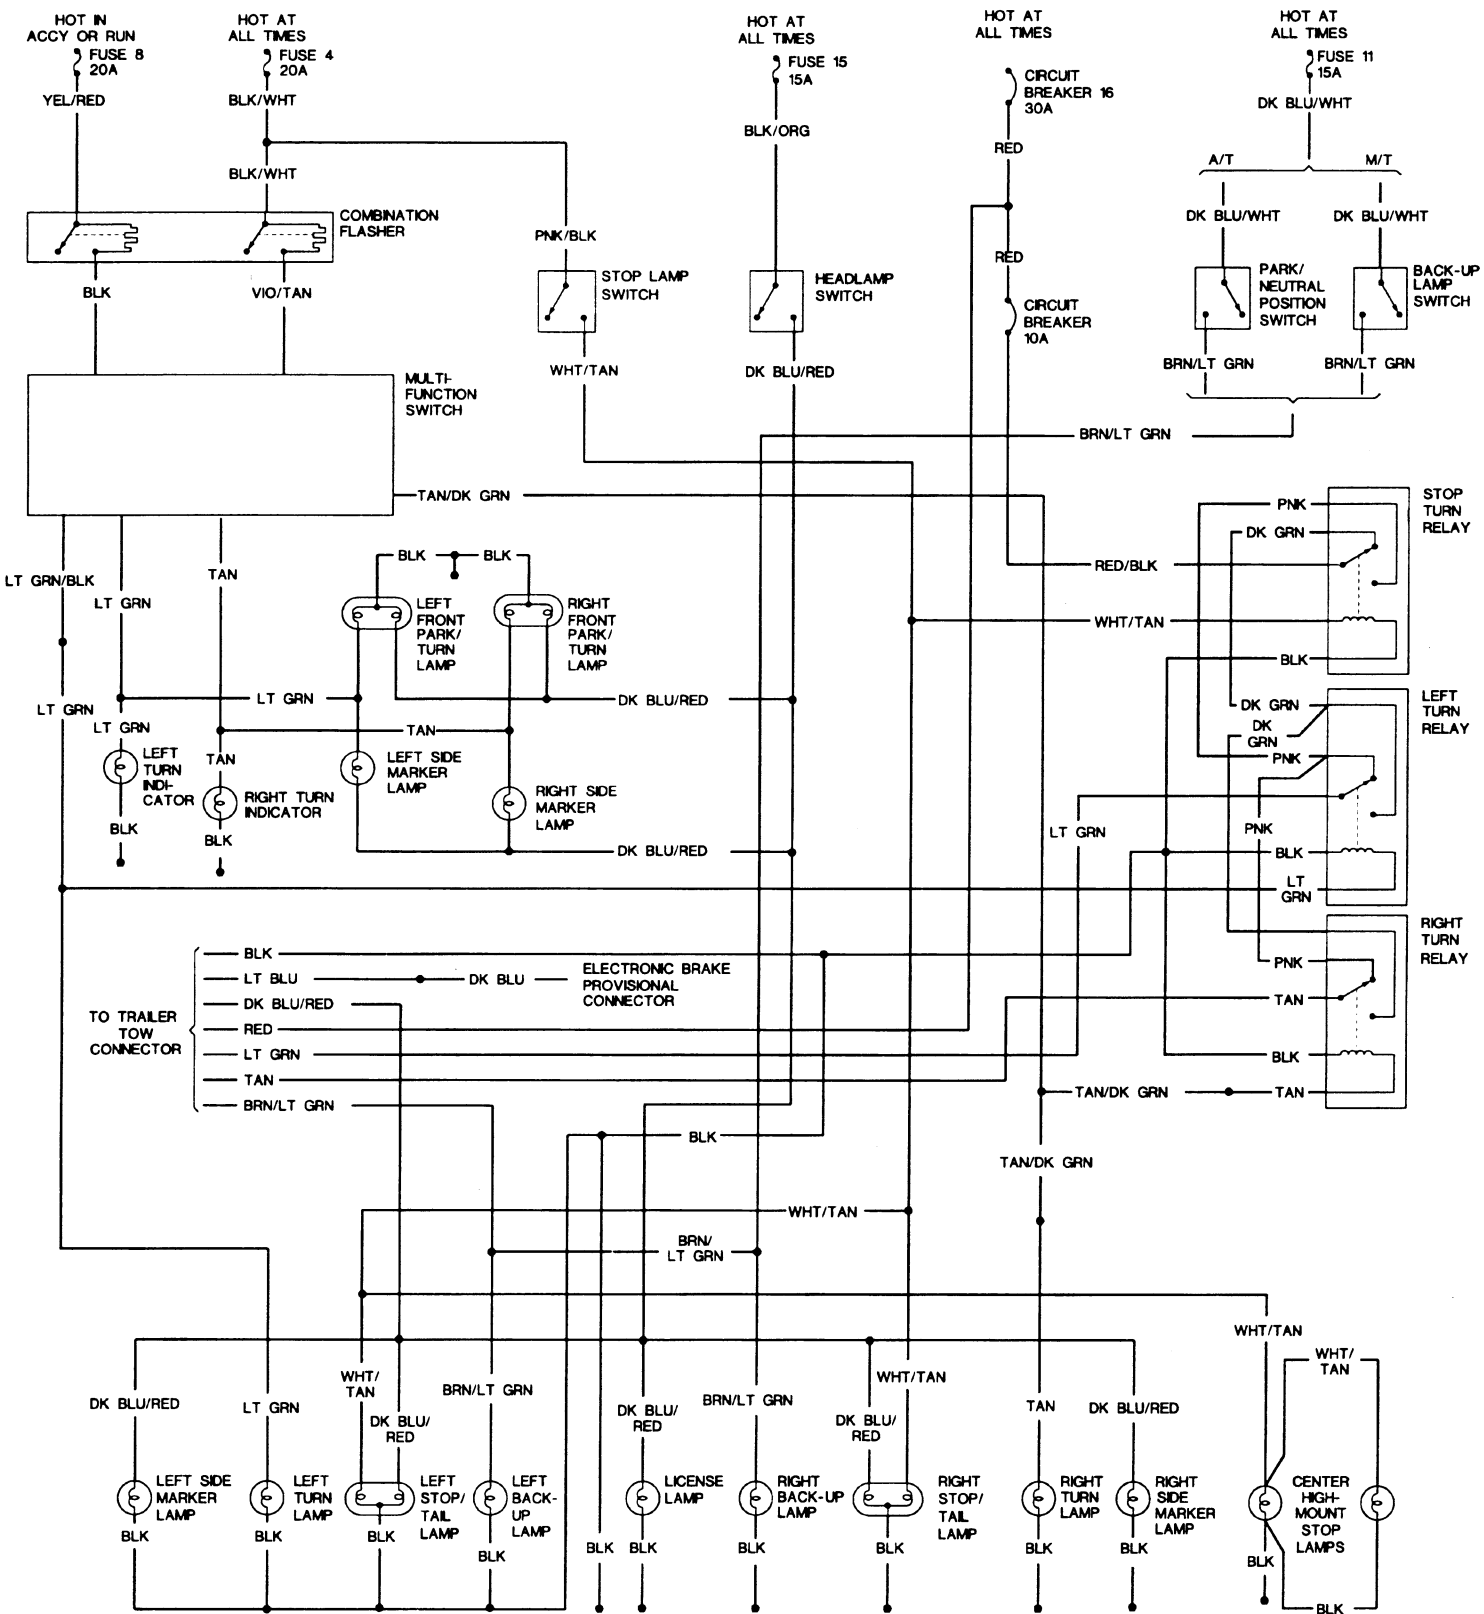 HOT IN
ACCY OR RUN
FUSE 8
20A
YEL/RED
HOT AT
ALL TIMES
FUSE 4
20A
BLK/WHT
BLK/WHT
HOT AT
ALL TIMES
FUSE 15
15A
BLK/ORG
HOT AT
ALL TIMES
CIRCUIT
BREAKER 16
30A
RED
HOT AT
ALL TIMES
FUSE 11
15A
DK BLU/WHT
A/T
M/T
DK BLU/WHT
DK BLU/WHT
COMBINATION
FLASHER
PNK/BLK
RED
BLK
VIO/TAN
STOP LAMP
SWITCH
HEADLAMP
SWITCH
CIRCUIT
BREAKER
10A
PARK/
NEUTRAL
POSITION
SWITCH
BACK-UP
LAMP
SWITCH
WHT/TAN
DK BLU/RED
BRN/LT GRN
BRN/LT GRN
MULTI-
FUNCTION
SWITCH
BRN/LT GRN
TAN/DK GRN
PNK
DK GRN
STOP
TURN
RELAY
RED/BLK
WHT/TAN
BLK
LT GRN/BLK
LT GRN
TAN
BLK
BLK
LEFT
FRONT
PARK/
TURN
LAMP
RIGHT
FRONT
PARK/
TURN
LAMP
LT GRN
LT GRN
LT GRN
DK BLU/RED
TAN
TAN
LEFT
TURN
INDI-
CATOR
RIGHT TURN
INDICATOR
LEFT SIDE
MARKER
LAMP
RIGHT SIDE
MARKER
LAMP
BLK
BLK
DK BLU/RED
DK GRN
DK
GRN
PNK
LEFT
TURN
RELAY
LT GRN
PNK
BLK
LT
GRN
RIGHT
TURN
RELAY
PNK
TAN
BLK
TAN/DK GRN
TAN
TO TRAILER
TOW
CONNECTOR
BLK
LT BLU
DK BLU
ELECTRONIC BRAKE
PROVISIONAL
CONNECTOR
DK BLU/RED
RED
LT GRN
TAN
BRN/LT GRN
BLK
TAN/DK GRN
WHT/TAN
BRN/
LT GRN
WHT/TAN
WHT/
TAN
DK BLU/RED
LT GRN
WHT/
TAN
DK BLU/
RED
BRN/LT GRN
DK BLU/
RED
BRN/LT GRN
DK BLU/
RED
WHT/TAN
TAN
DK BLU/RED
LEFT SIDE
MARKER
LAMP
LEFT
TURN
LAMP
LEFT
STOP/
TAIL
LAMP
LEFT
BACK-
UP
LAMP
LICENSE
LAMP
RIGHT
BACK-UP
LAMP
RIGHT
STOP/
TAIL
LAMP
RIGHT
TURN
LAMP
RIGHT
SIDE
MARKER
LAMP
CENTER
HIGH-
MOUNT
STOP
LAMPS
BLK
BLK
BLK
BLK
BLK
BLK
BLK
BLK
BLK
BLK
BLK
BLK